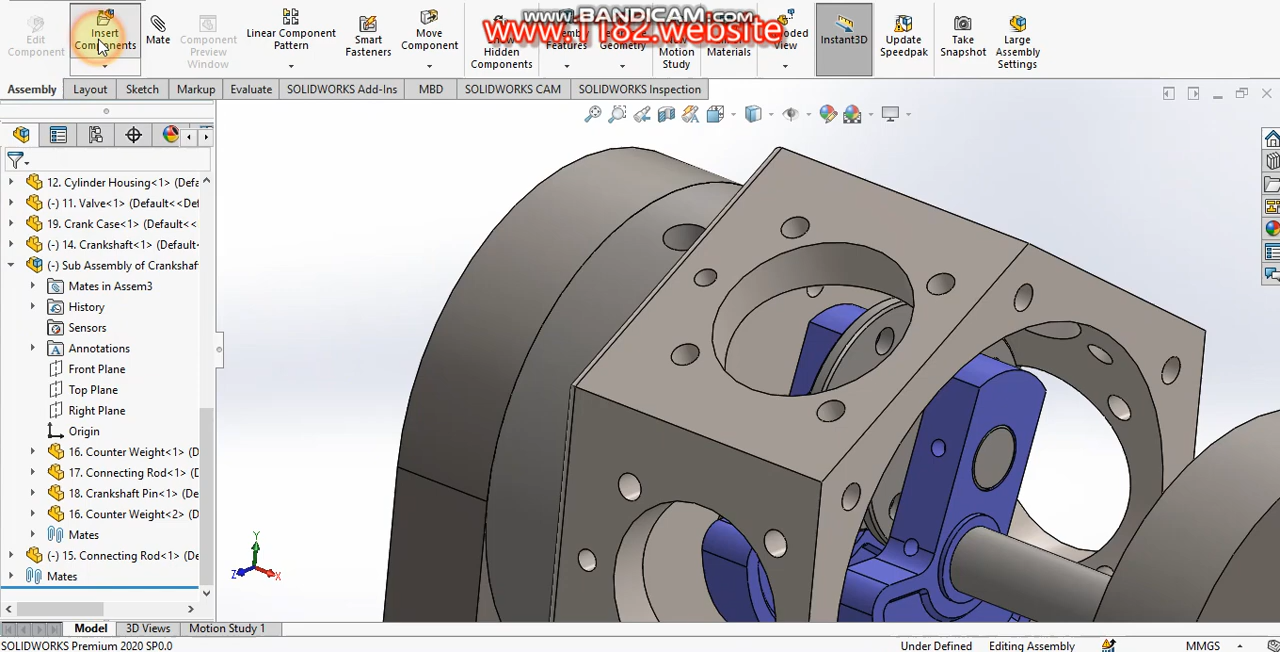 www.BANDICAM.com
www.1182.website
Edit
Component
Insert
Components
Mate
Component
Preview
Window
Linear Component
Pattern
Smart
Fasteners
Move
Component
Hidden
Components
Features
Geometry
New
Motion
Study
Materials
View
Instant3D
Update
Speedpak
Take
Snapshot
Large
Assembly
Settings
Assembly
Layout
Sketch
Markup
Evaluate
SOLIDWORKS Add-Ins
MBD
SOLIDWORKS CAM
SOLIDWORKS Inspection
12. Cylinder Housing<1> (Defa
(-) 11. Valve<1> (Default<<Def
19. Crank Case<1> (Default<<
(-) 14. Crankshaft<1> (Default-
(-) Sub Assembly of Crankshaf
Mates in Assem3
History
Sensors
Annotations
Front Plane
Top Plane
Right Plane
Origin
16. Counter Weight<1> (D
17. Connecting Rod<1> (D
18. Crankshaft Pin<1> (D
16. Counter Weight<2> (D
Mates
(-) 15. Connecting Rod<1> (De
Mates
Y
Z
X
Model
3D Views
Motion Study 1
SOLIDWORKS Premium 2020 SP0.0
Under Defined
Editing Assembly
MMGS